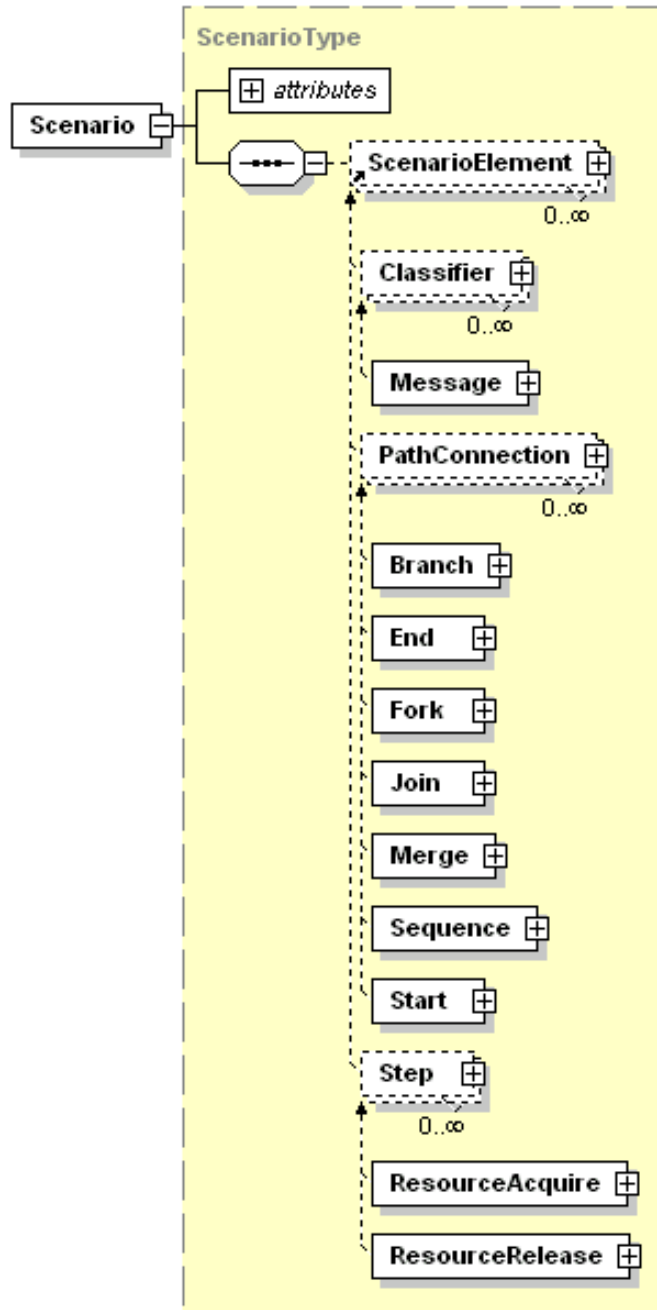 ScenarioType
attributes
Scenario
ScenarioElement
0..∞
Classifier
0..∞
Message
PathConnection
0..∞
Branch
End
Fork
Join
Merge
Sequence
Start
Step
0..∞
ResourceAcquire
ResourceRelease